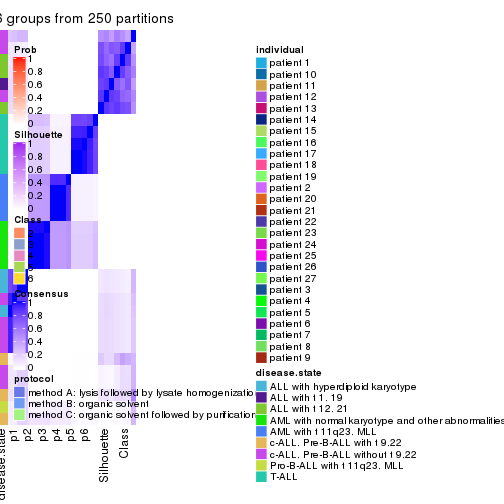 6 groups from 250 partitions
Prob
1
0.8
0.6
0.4
0.2
0
Silhouette
1
0.8
0.6
0.4
0.2
0
Class
2
3
4
5
6
Consensus
1
0.8
0.6
0.4
0.2
0
protocol
method A: lysis followed by lysate homogenizatio
method B: organic solvent
method C: organic solvent followed by purification
disease.state
p1
p2
p3
p4
p5
p6
Silhouette
Class
individual
patient 1
patient 10
patient 11
patient 12
patient 13
patient 14
patient 15
patient 16
patient 17
patient 18
patient 19
patient 2
patient 20
patient 21
patient 22
patient 23
patient 24
patient 25
patient 26
patient 27
patient 3
patient 4
patient 5
patient 6
patient 7
patient 8
patient 9
disease.state
ALL with hyperdiploid karyotype
ALL with t 1. 19
ALL with t 12. 21
AML with normal karyotype and other abnormalities
AML with t 11q23. MLL
c-ALL. Pre-B-ALL with t 9.22
c-ALL. Pre-B-ALL without t 9.22
Pro-B-ALL with t 11q23. MLL
T-ALL